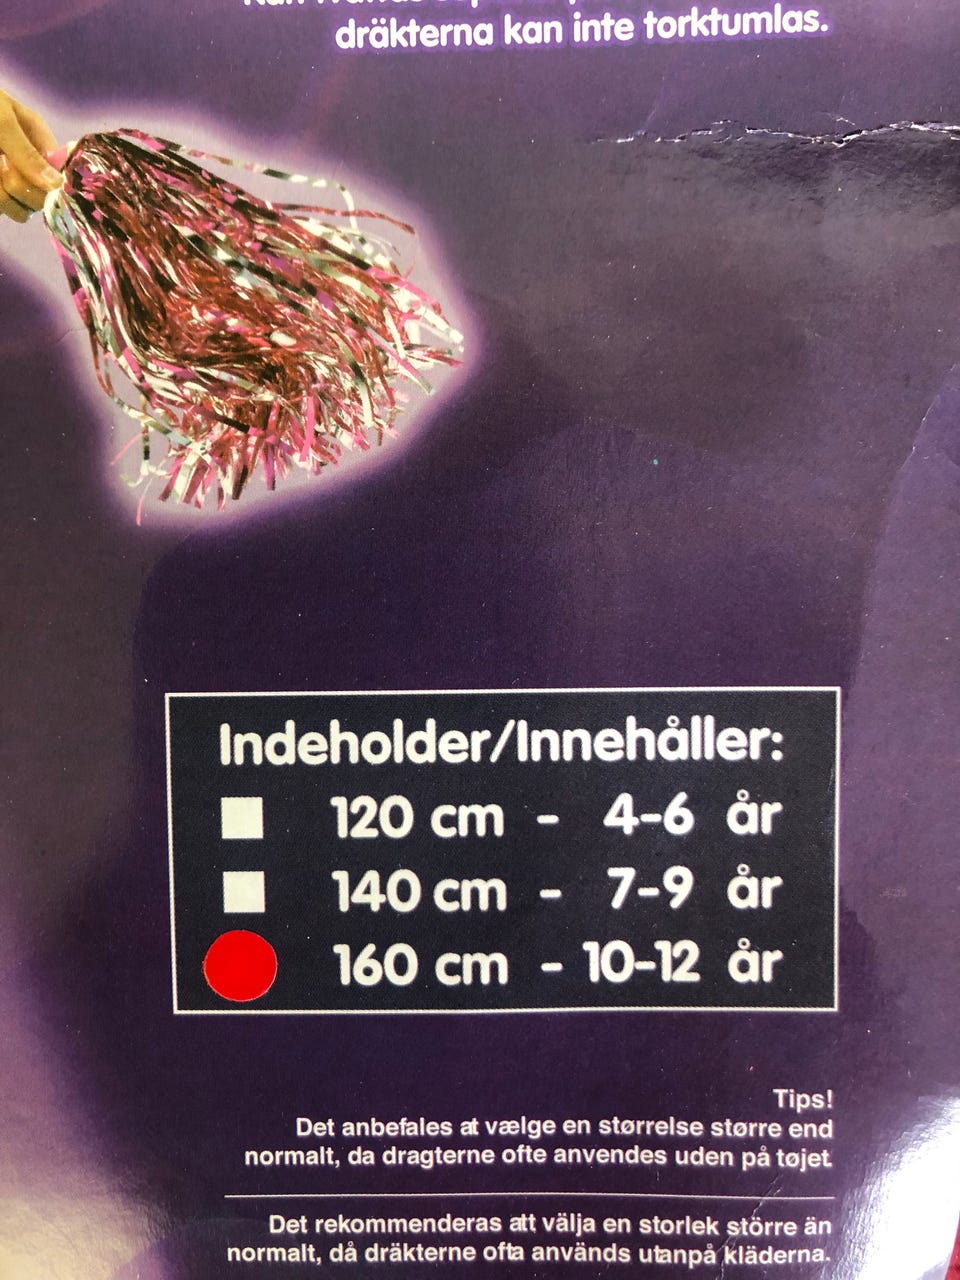 dräkterna kan inte torktumlas.
Indeholder/Innehåller:
120 cm - 4-6 år
140 cm - 7-9 år
160 cm - 10-12 år
Tips!
Det anbefales at vælge en størrelse større end
normalt, da dragterne ofte anvendes uden på tøjet.
Det rekommenderas att välja en storlek större än
normalt, då dräkterne ofta används utanpå kläderna.